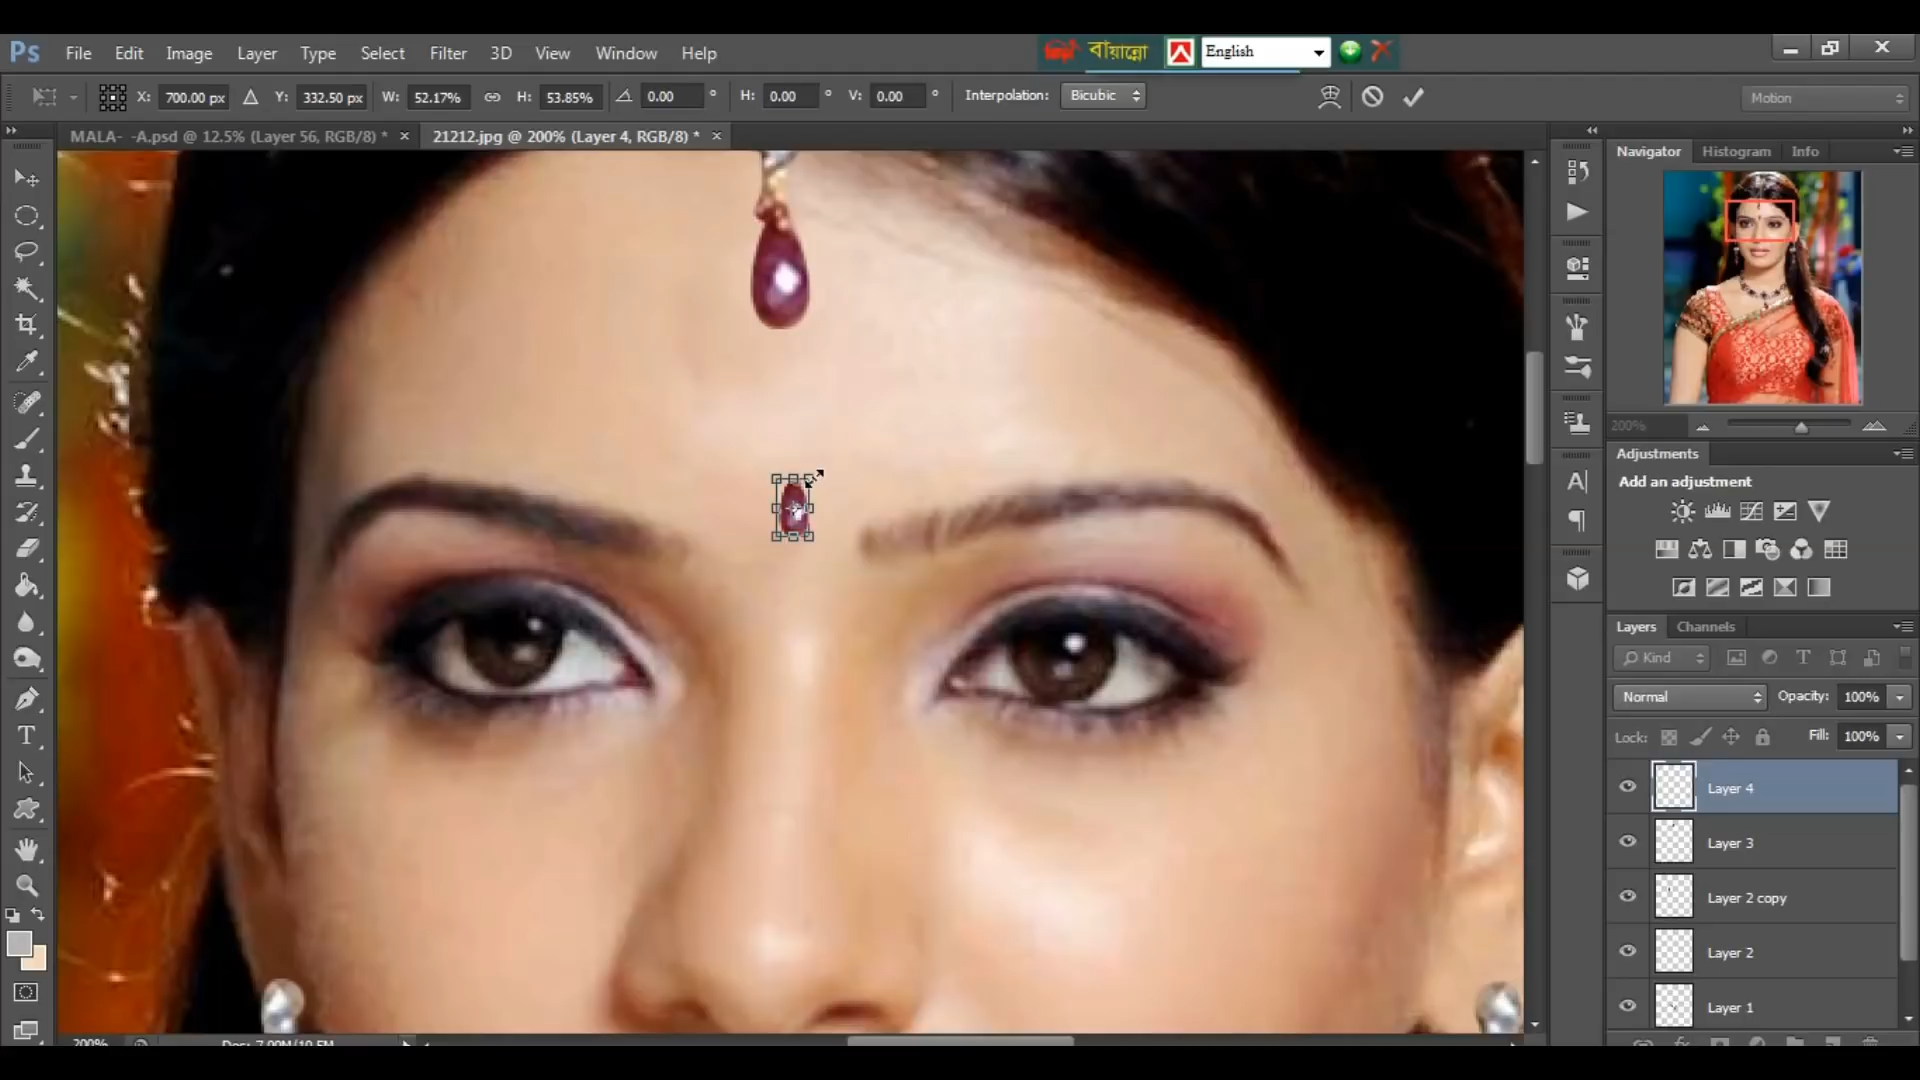 Ps File Edit Image Layer Type Select Filter 3D View Window Help বায়ান্নো English
X: 700.00 px Y: 332.50 px W: 52.17% H: 53.85% 0.00 ° H: 0.00 ° V: 0.00 ° Interpolation: Bicubic Motion
MALA- -A.psd @ 12.5% (Layer 56, RGB/8) * × 21212.jpg @ 200% (Layer 4, RGB/8) * ×
Navigator Histogram Info
200%
Adjustments
Add an adjustment
Layers Channels
Kind
Normal Opacity: 100%
Lock: Fill: 100%
Layer 4
Layer 3
Layer 2 copy
Layer 2
Layer 1